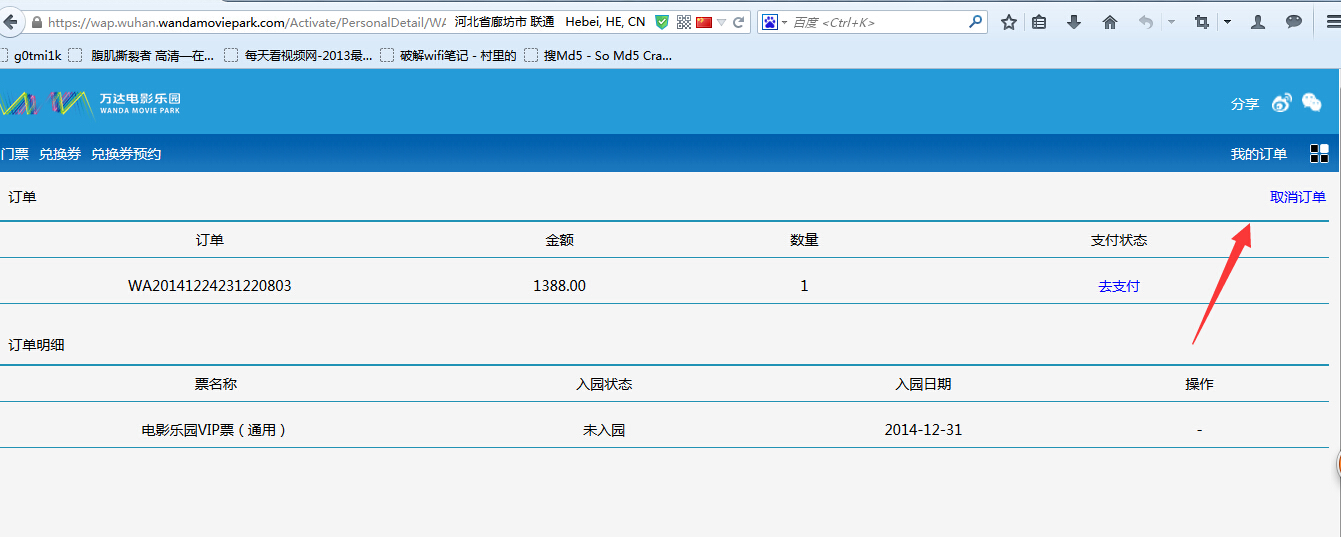 https://wap.wuhan.wandamoviepark.com/Activate/PersonalDetail/WA 河北省廊坊市 联通 Hebei, HE, CN 百度 <Ctrl+K>
g0tmi1k 腹肌撕裂者 高清—在... 每天看视频网-2013最... 破解wifi笔记 - 村里的 搜Md5 - So Md5 Cra...
万达电影乐园
WANDA MOVIE PARK
分享
门票 兑换券 兑换券预约 我的订单
订单 取消订单
订单 金额 数量 支付状态
WA20141224231220803 1388.00 1 去支付
订单明细
票名称 入园状态 入园日期 操作
电影乐园VIP票（通用） 未入园 2014-12-31 -